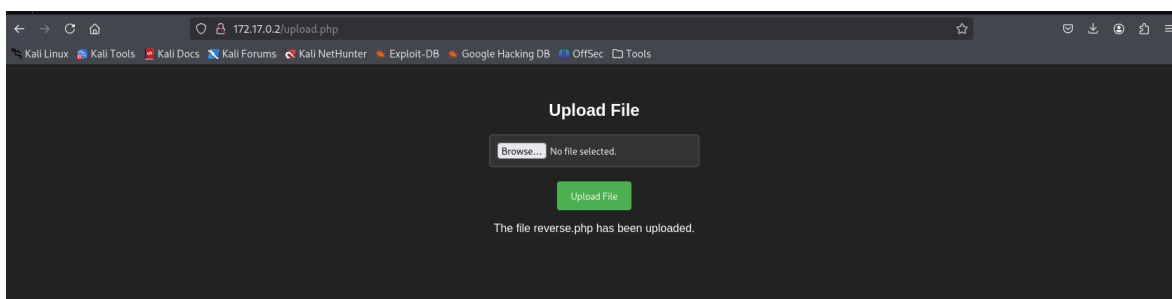 172.17.0.2/upload.php
Kali Linux Kali Tools Kali Docs Kali Forums Kali NetHunter Exploit-DB Google Hacking DB OffSec Tools
Upload File
Browse... No file selected.
Upload File
The file reverse.php has been uploaded.